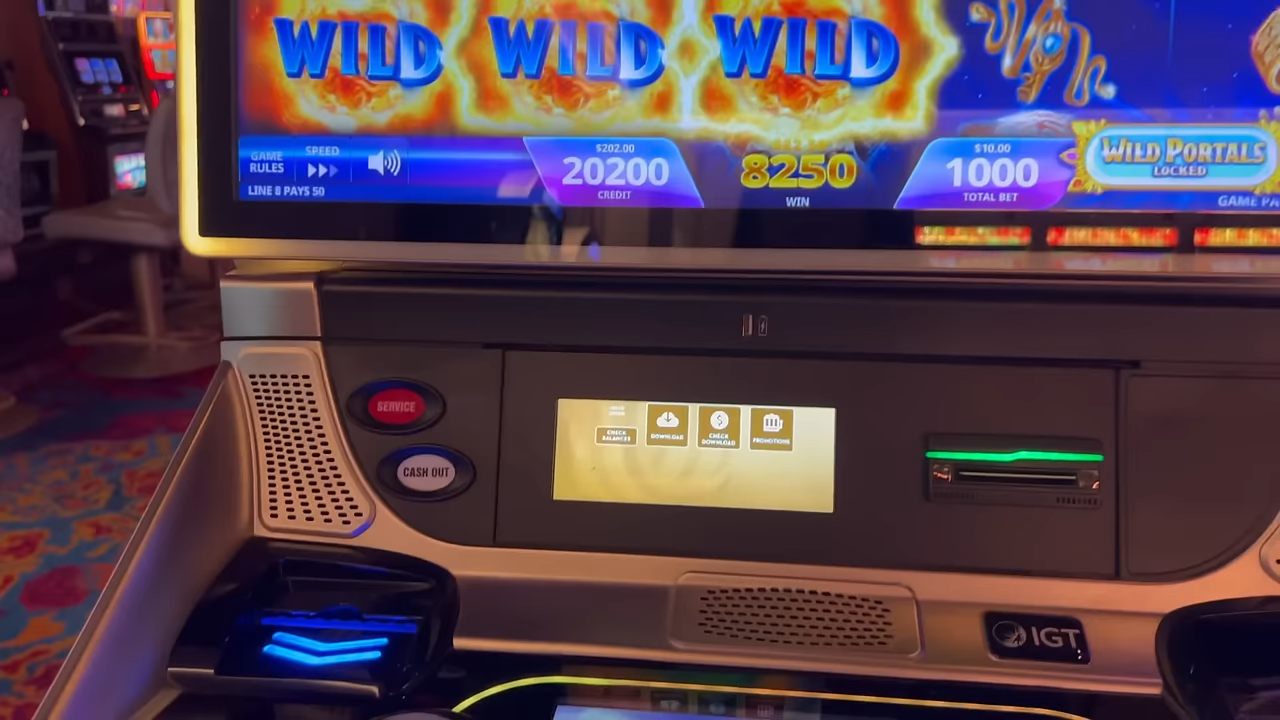 WILD WILD WILD
GAME RULES
SPEED
LINE 8 PAYS 50
$202.00
20200
CREDIT
8250
WIN
$10.00
1000
TOTAL BET
WILD PORTALS
LOCKED
GAME PA
SERVICE
CASH OUT
CHECK BALANCES
DOWNLOAD
CHECK DOWNLOAD
PROMOTIONS
IGT